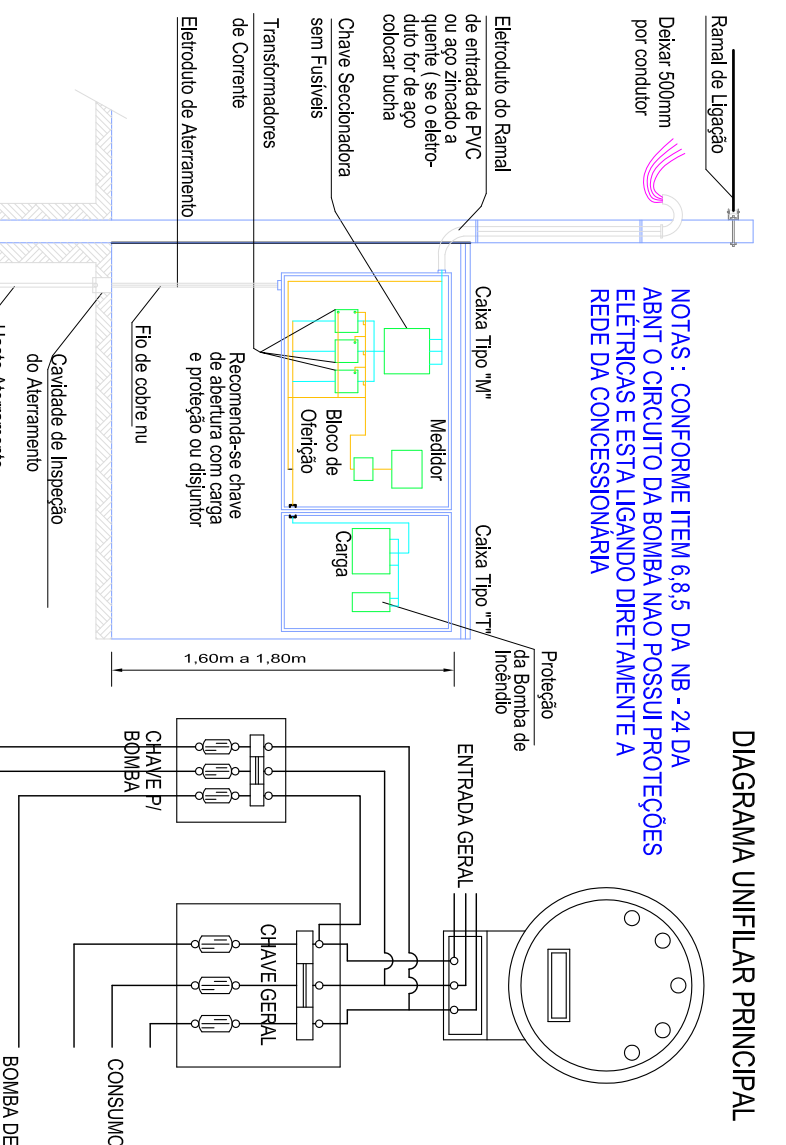 DIAGRAMA UNIFILAR PRINCIPAL
NOTAS : CONFORME ITEM 6,8,5 DA NB - 24 DA
ABNT O CIRCUITO DA BOMBA NAO POSSUI PROTEÇÕES
ELÉTRICAS E ESTA LIGANDO DIRETAMENTE A
REDE DA CONCESSIONÁRIA
Ramal de Ligação
Deixar 500mm
por condutor
Eletroduto do Ramal
de entrada de PVC
ou aço zincado a
quente ( se o eletro-
duto for de aço
colocar bucha
Chave Seccionadora
sem Fusíveis
Transformadores
de Corrente
Eletroduto de Aterramento
Caixa Tipo "M"
Medidor
Bloco de
Oferição
Recomenda-se chave
de abertura com carga
e proteção ou disjuntor
Fio de cobre nu
Cavidade de Inspeção
do Aterramento
Caixa Tipo "T"
Carga
Proteção
da Bomba de
Incêndio
1,60m a 1,80m
ENTRADA GERAL
CHAVE P/
BOMBA
CHAVE GERAL
CONSUMO
BOMBA DE